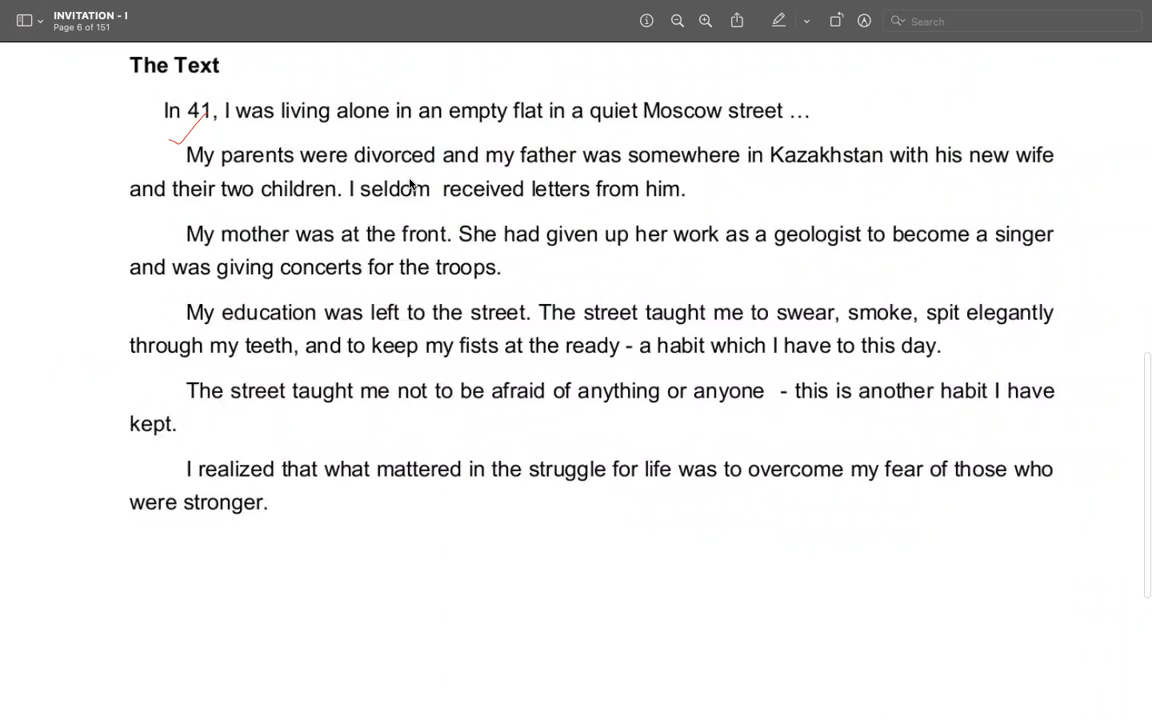 INVITATION - I
Page 6 of 151
Search
The Text
In 41, I was living alone in an empty flat in a quiet Moscow street …
My parents were divorced and my father was somewhere in Kazakhstan with his new wife
and their two children. I seldom received letters from him.
My mother was at the front. She had given up her work as a geologist to become a singer
and was giving concerts for the troops.
My education was left to the street. The street taught me to swear, smoke, spit elegantly
through my teeth, and to keep my fists at the ready - a habit which I have to this day.
The street taught me not to be afraid of anything or anyone - this is another habit I have
kept.
I realized that what mattered in the struggle for life was to overcome my fear of those who
were stronger.